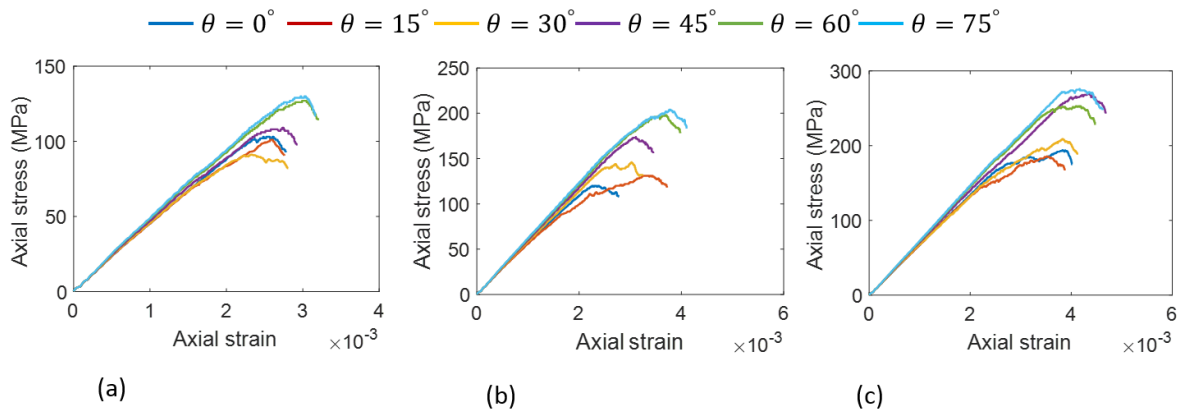 θ = 0° θ = 15° θ = 30° θ = 45° θ = 60° θ = 75°
150
100
50
0
0 1 2 3 4
Axial stress (MPa)
Axial strain ×10⁻³
(a)
250
200
150
100
50
0
0 2 4 6
Axial stress (MPa)
Axial strain ×10⁻³
(b)
300
200
100
0
0 2 4 6
Axial stress (MPa)
Axial strain ×10⁻³
(c)